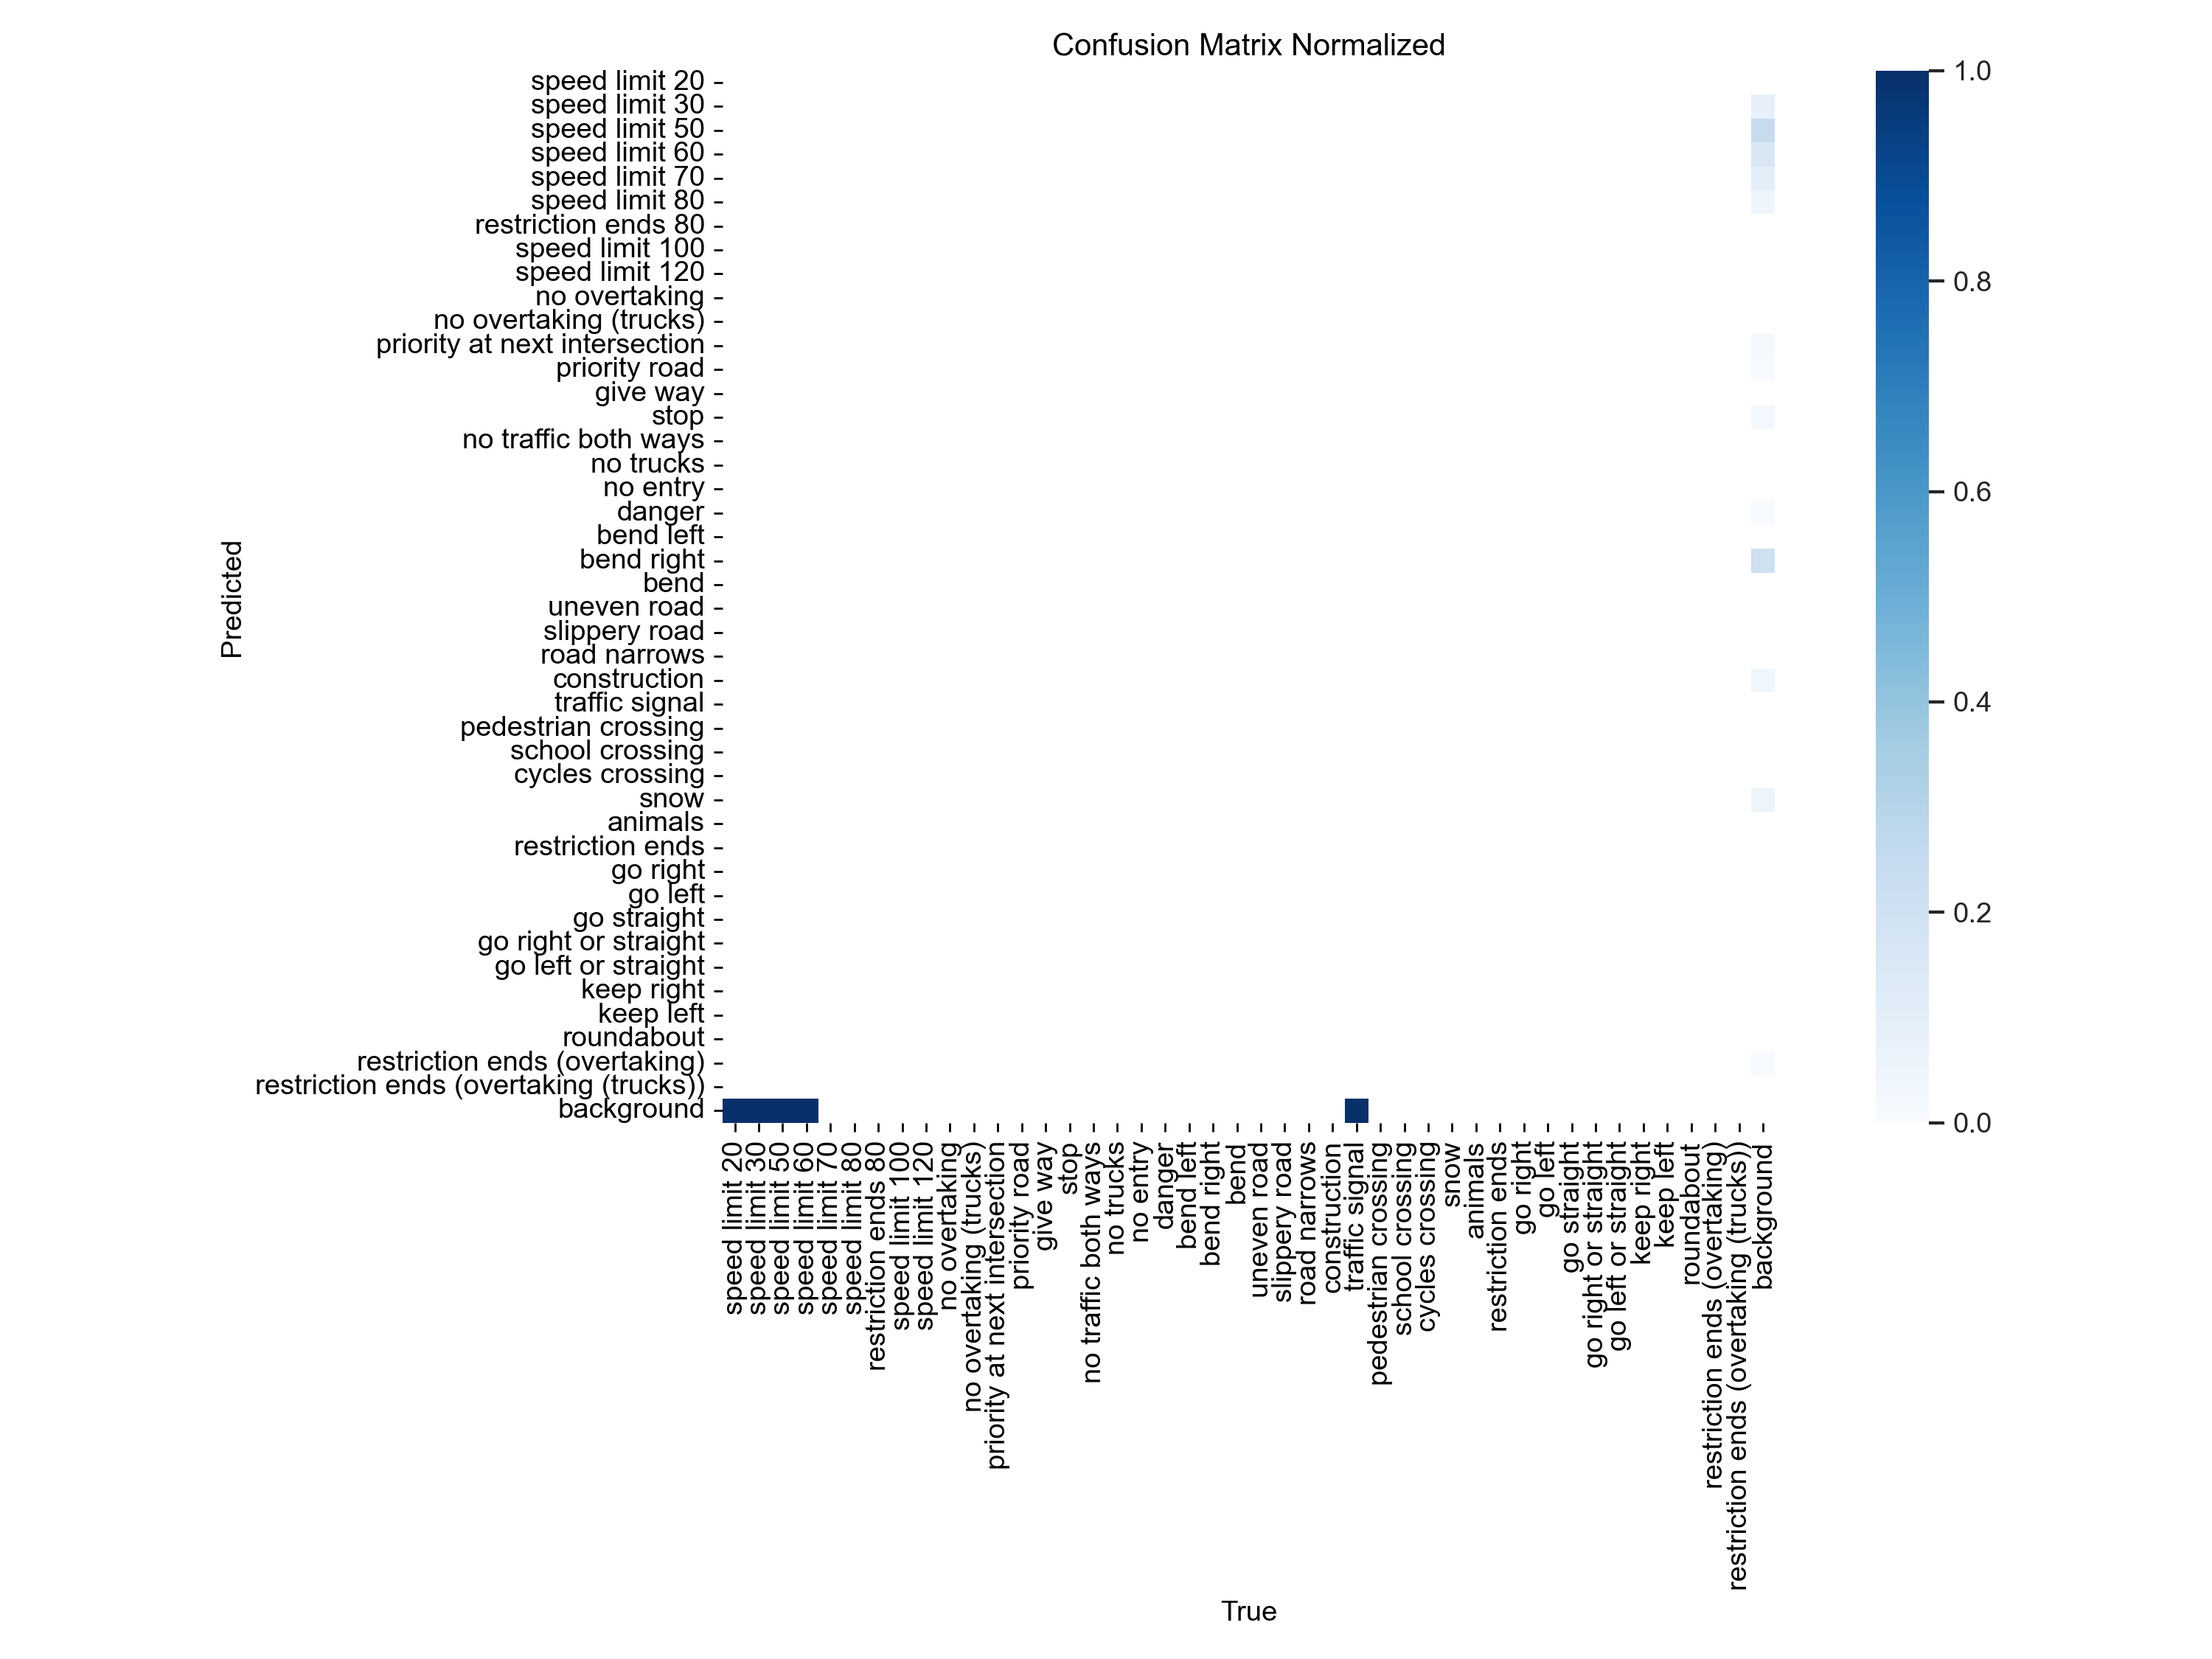 Confusion Matrix Normalized
speed limit 20
speed limit 30
speed limit 50
speed limit 60
speed limit 70
speed limit 80
restriction ends 80
speed limit 100
speed limit 120
no overtaking
no overtaking (trucks)
priority at next intersection
priority road
give way
stop
no traffic both ways
no trucks
no entry
danger
bend left
bend right
bend
uneven road
slippery road
road narrows
construction
traffic signal
pedestrian crossing
school crossing
cycles crossing
snow
animals
restriction ends
go right
go left
go straight
go right or straight
go left or straight
keep right
keep left
roundabout
restriction ends (overtaking)
restriction ends (overtaking (trucks))
background
Predicted
speed limit 20
speed limit 30
speed limit 50
speed limit 60
speed limit 70
speed limit 80
restriction ends 80
speed limit 100
speed limit 120
no overtaking
no overtaking (trucks)
priority at next intersection
priority road
give way
stop
no traffic both ways
no trucks
no entry
danger
bend left
bend right
bend
uneven road
slippery road
road narrows
construction
traffic signal
pedestrian crossing
school crossing
cycles crossing
snow
animals
restriction ends
go right
go left
go straight
go right or straight
go left or straight
keep right
keep left
roundabout
restriction ends (overtaking)
restriction ends (overtaking (trucks))
background
True
1.0
0.8
0.6
0.4
0.2
0.0